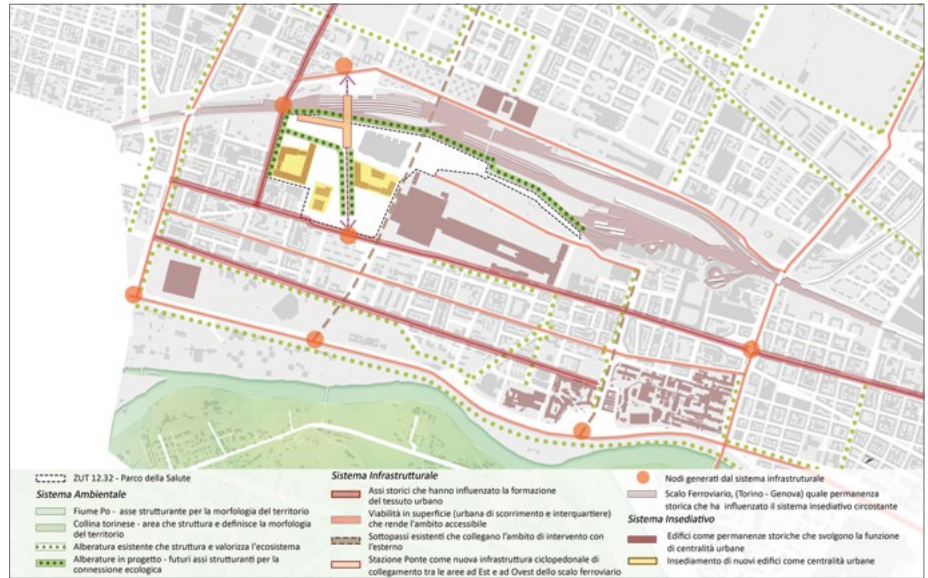 ZUT 12.32 - Parco della Salute
Sistema Ambientale
Fiume Po - asse strutturante per la morfologia del territorio
Collina torinese - area che struttura e definisce la morfologia
del territorio
Alberatura esistente che struttura e valorizza l'ecosistema
Alberature in progetto - futuri assi strutturanti per la
connessione ecologica
Sistema Infrastrutturale
Assi storici che hanno influenzato la formazione
del tessuto urbano
Viabilità in superficie (urbana di scorrimento e interquartiere)
che rende l'ambito accessibile
Sottopassi esistenti che collegano l'ambito di intervento con
l'esterno
Stazione Ponte come nuova infrastruttura ciclopedonale di
collegamento tra le aree ad Est e ad Ovest dello scalo ferroviario
Nodi generati dal sistema infrastruturale
Scalo Ferroviario, (Torino - Genova) quale permanenza
storica che ha influenzato il sistema insediativo circostante
Sistema Insediativo
Edifici come permanenze storiche che svolgono la funzione
di centralità urbane
Insediamento di nuovi edifici come centralità urbane